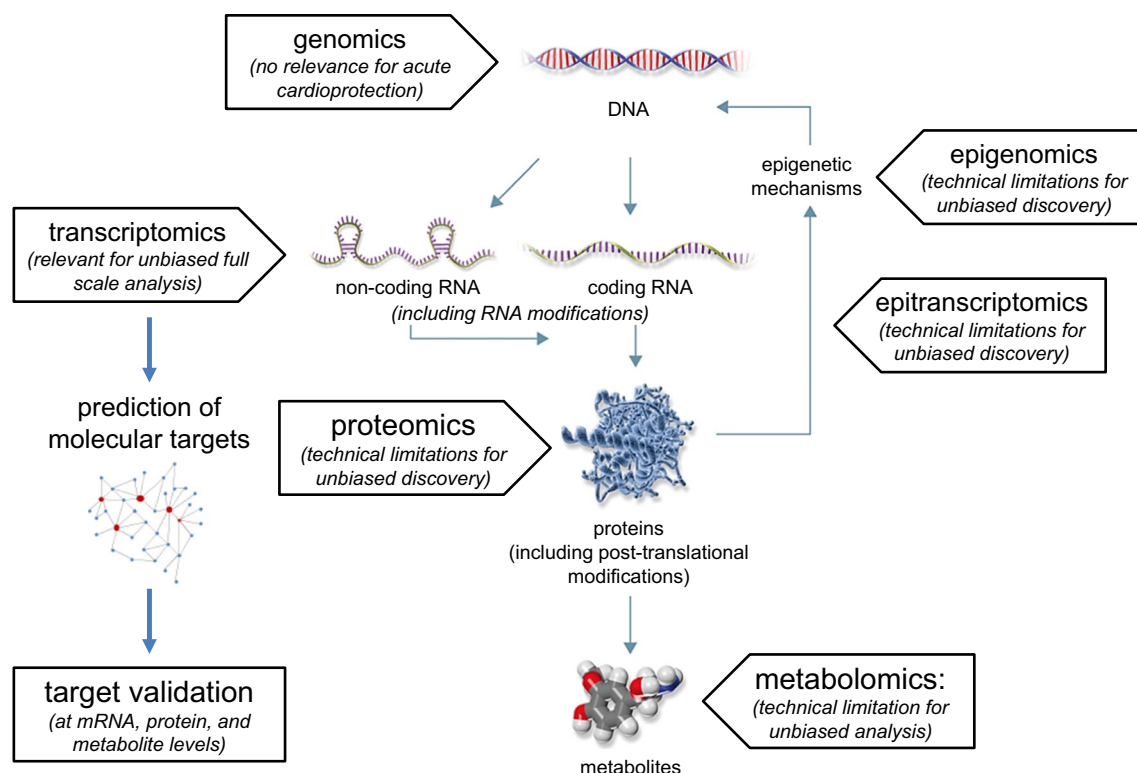 genomics
(no relevance for acute
cardioprotection)
DNA
epigenetic
mechanisms
epigenomics
(technical limitations for
unbiased discovery)
transcriptomics
(relevant for unbiased full
scale analysis)
non-coding RNA
coding RNA
(including RNA modifications)
epitranscriptomics
(technical limitations for
unbiased discovery)
prediction of
molecular targets
proteomics
(technical limitations for
unbiased discovery)
proteins
(including post-translational
modifications)
target validation
(at mRNA, protein, and
metabolite levels)
metabolomics:
(technical limitation for
unbiased analysis)
metabolites